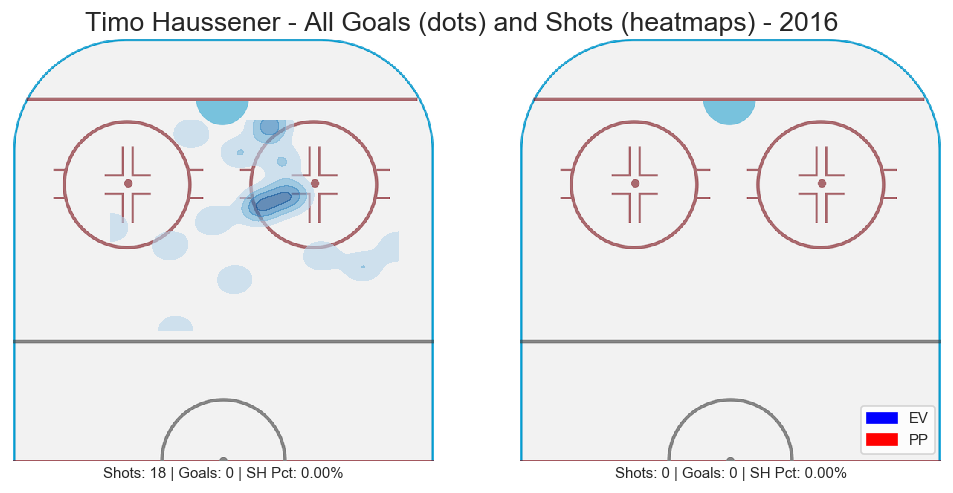 Timo Haussener - All Goals (dots) and Shots (heatmaps) - 2016
EV
PP
Shots: 18 | Goals: 0 | SH Pct: 0.00%
Shots: 0 | Goals: 0 | SH Pct: 0.00%